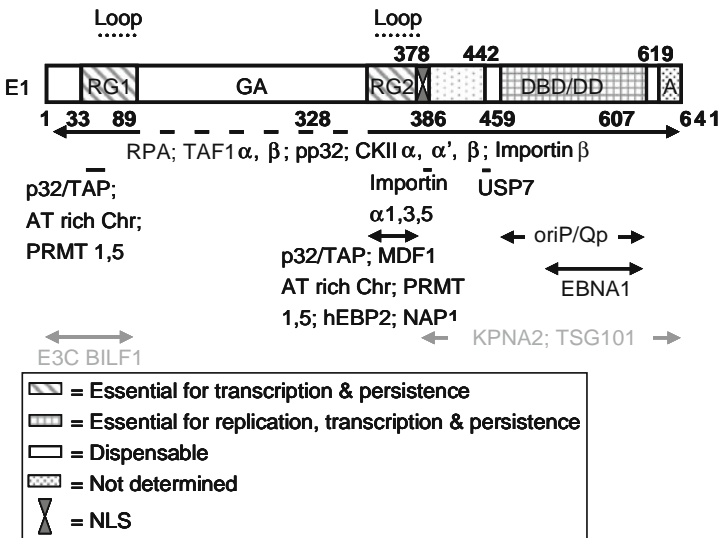 Loop Loop
378 442 619
E1 RG1 GA RG2 DBD/DD A
1 33 89 328 386 459 607 641
RPA; TAF1 α, β; pp32; CKII α, α', β; Importin β
p32/TAP;
AT rich Chr;
PRMT 1,5
Importin
α1,3,5
USP7
p32/TAP; MDF1
AT rich Chr; PRMT
1,5; hEBP2; NAP1
oriP/Qp
EBNA1
E3C BILF1
KPNA2; TSG101
= Essential for transcription & persistence
= Essential for replication, transcription & persistence
= Dispensable
= Not determined
= NLS